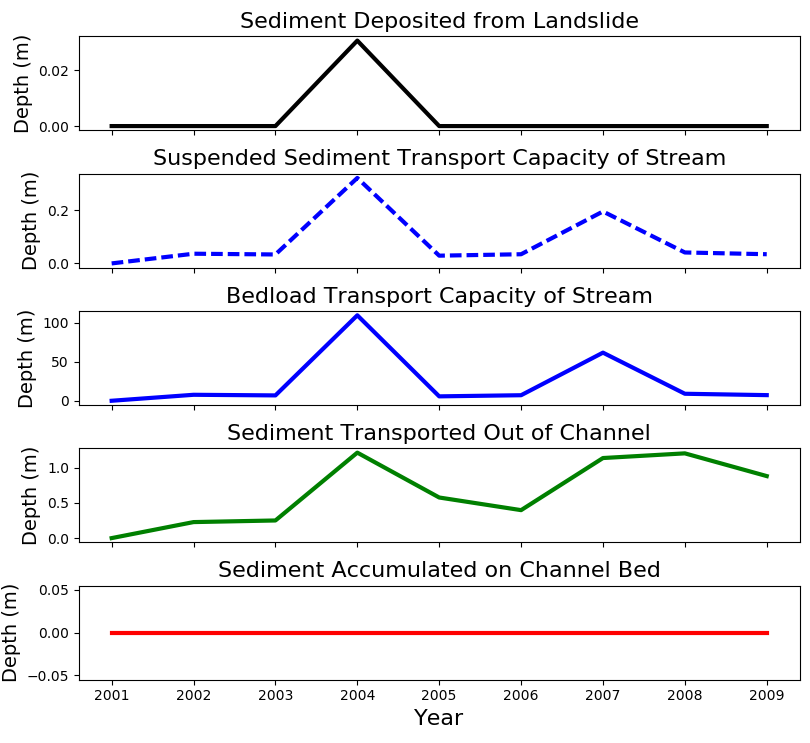 Sediment Deposited from Landslide
Depth (m)
0.02
0.00
Suspended Sediment Transport Capacity of Stream
Depth (m)
0.2
0.0
Bedload Transport Capacity of Stream
Depth (m)
100
50
0
Sediment Transported Out of Channel
Depth (m)
1.0
0.5
0.0
Sediment Accumulated on Channel Bed
Depth (m)
0.05
0.00
−0.05
2001 2002 2003 2004 2005 2006 2007 2008 2009
Year